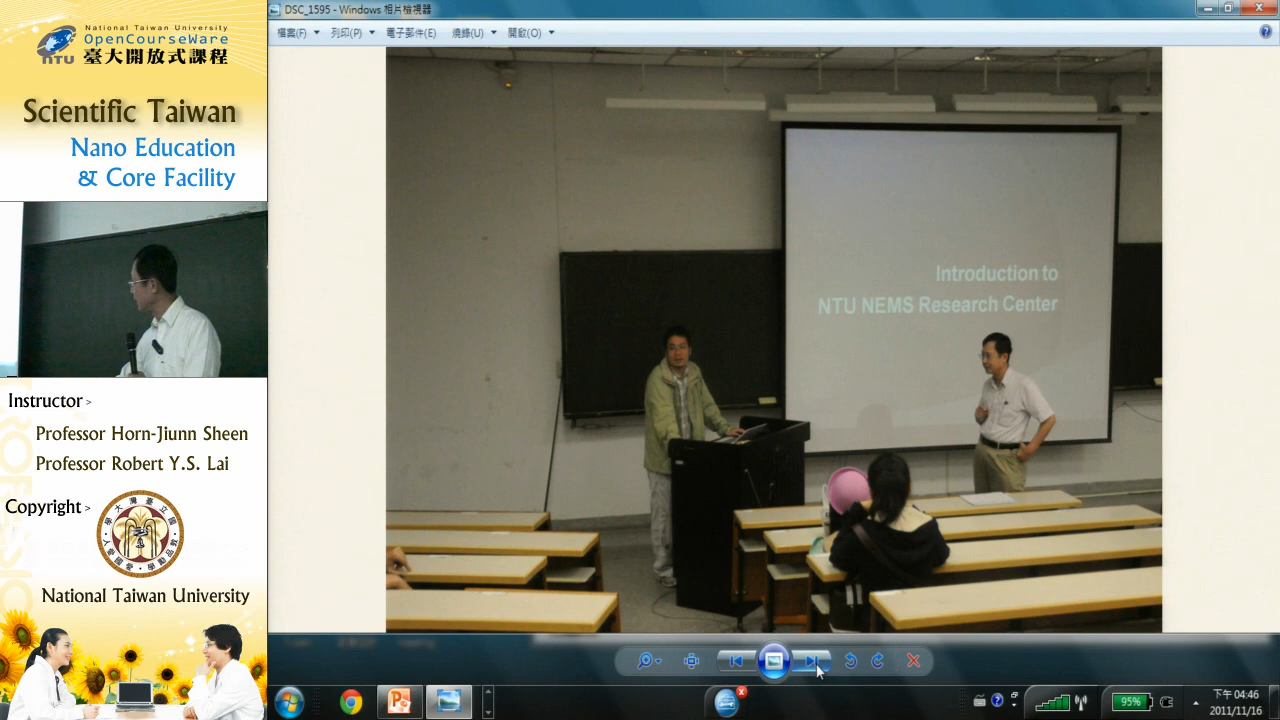 National Taiwan University
OpenCourseWare
NTU 臺大開放式課程
Scientific Taiwan
Nano Education
& Core Facility
Instructor >
Professor Horn-Jiunn Sheen
Professor Robert Y.S. Lai
Copyright >
National Taiwan University
DSC_1595 - Windows 相片檢視器
檔案(F) 列印(P) 電子郵件(E) 燒錄(U) 開啟(O)
Introduction to
NTU NEMS Research Center
95%
下午 04:46
2011/11/16